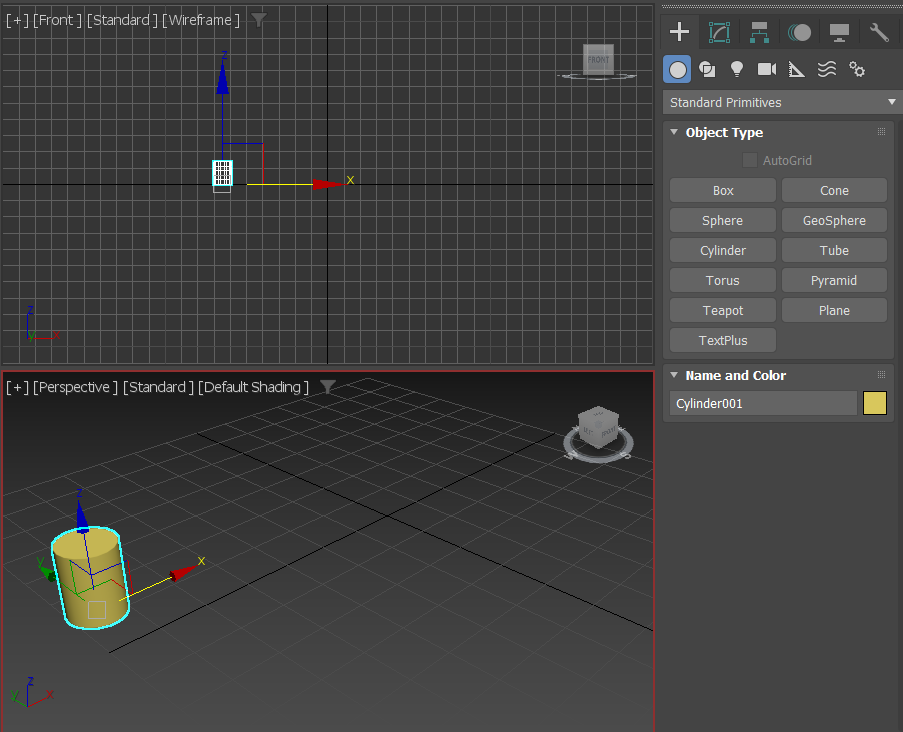 [+] [Front] [Standard] [Wireframe]
z
FRONT
x
z
y
x
[+] [Perspective] [Standard] [Default Shading]
z
y
x
z
y
x
Standard Primitives
Object Type
AutoGrid
Box Cone
Sphere GeoSphere
Cylinder Tube
Torus Pyramid
Teapot Plane
TextPlus
Name and Color
Cylinder001